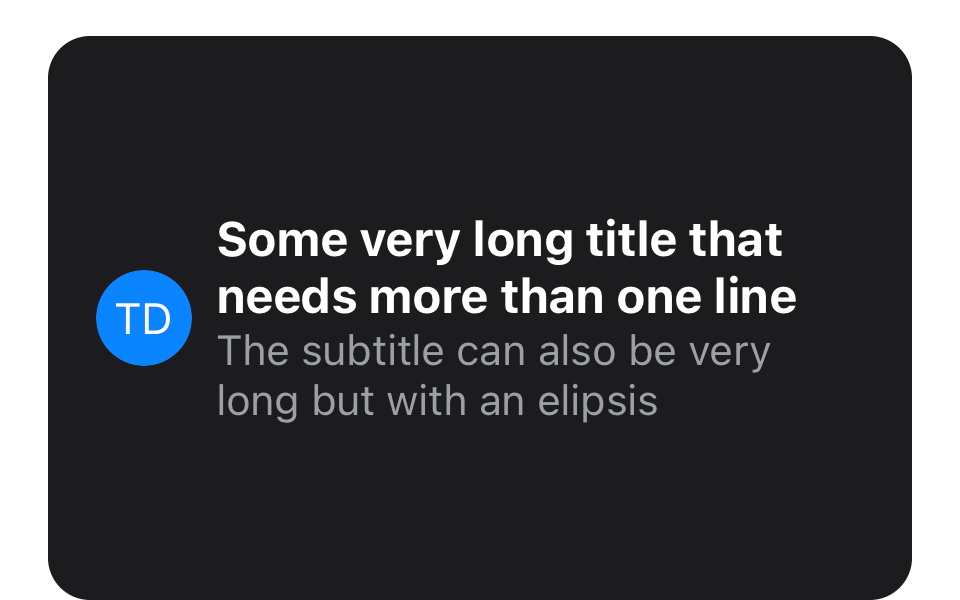 TD
Some very long title that
needs more than one line
The subtitle can also be very
long but with an elipsis